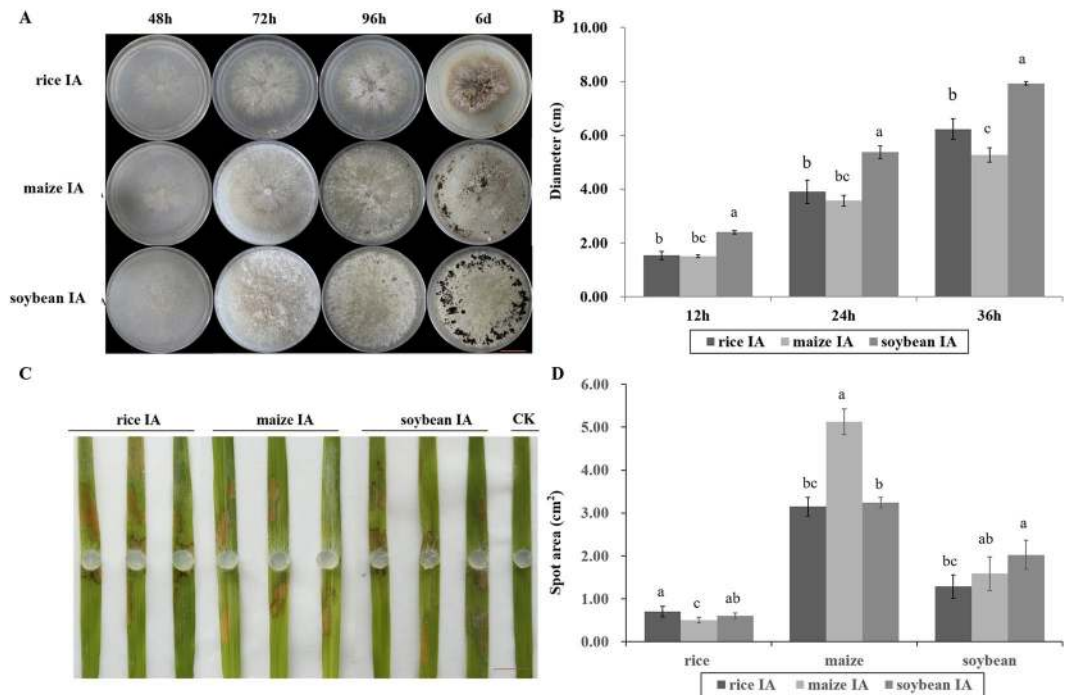 A
48h 72h 96h 6d
rice IA
maize IA
soybean IA
B
10.00
8.00
6.00
4.00
2.00
0.00
Diameter (cm)
b bc a
b bc a
b c a
12h 24h 36h
rice IA maize IA soybean IA
C
rice IA maize IA soybean IA CK
D
6.00
5.00
4.00
3.00
2.00
1.00
0.00
Spot area (cm²)
a c ab
bc a b
bc ab a
rice maize soybean
rice IA maize IA soybean IA